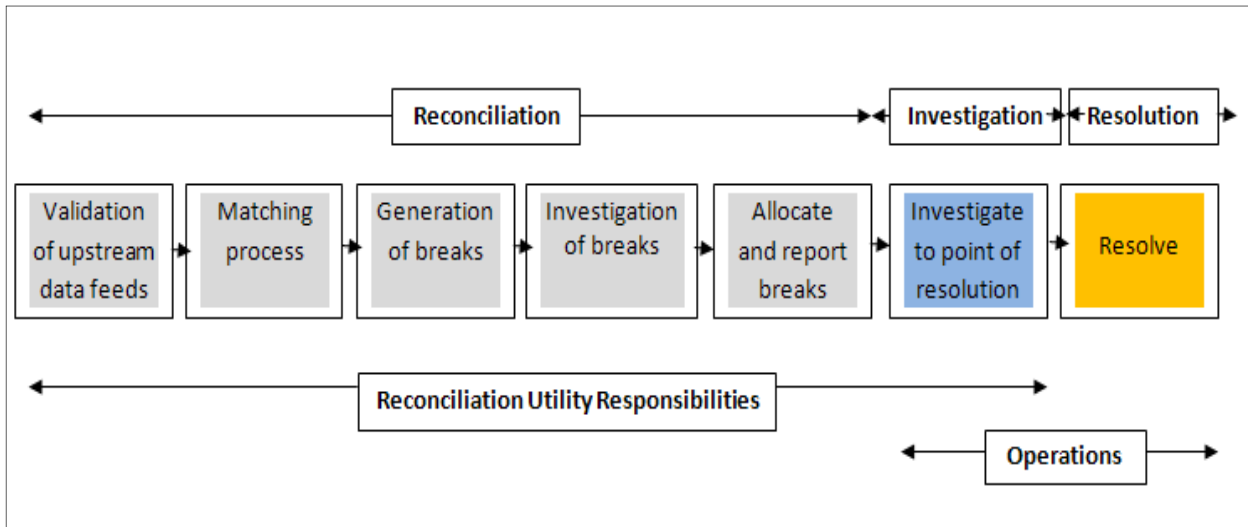 Reconciliation
Investigation
Resolution
Validation
of upstream
data feeds
Matching
process
Generation
of breaks
Investigation
of breaks
Allocate
and report
breaks
Investigate
to point of
resolution
Resolve
Reconciliation Utility Responsibilities
Operations